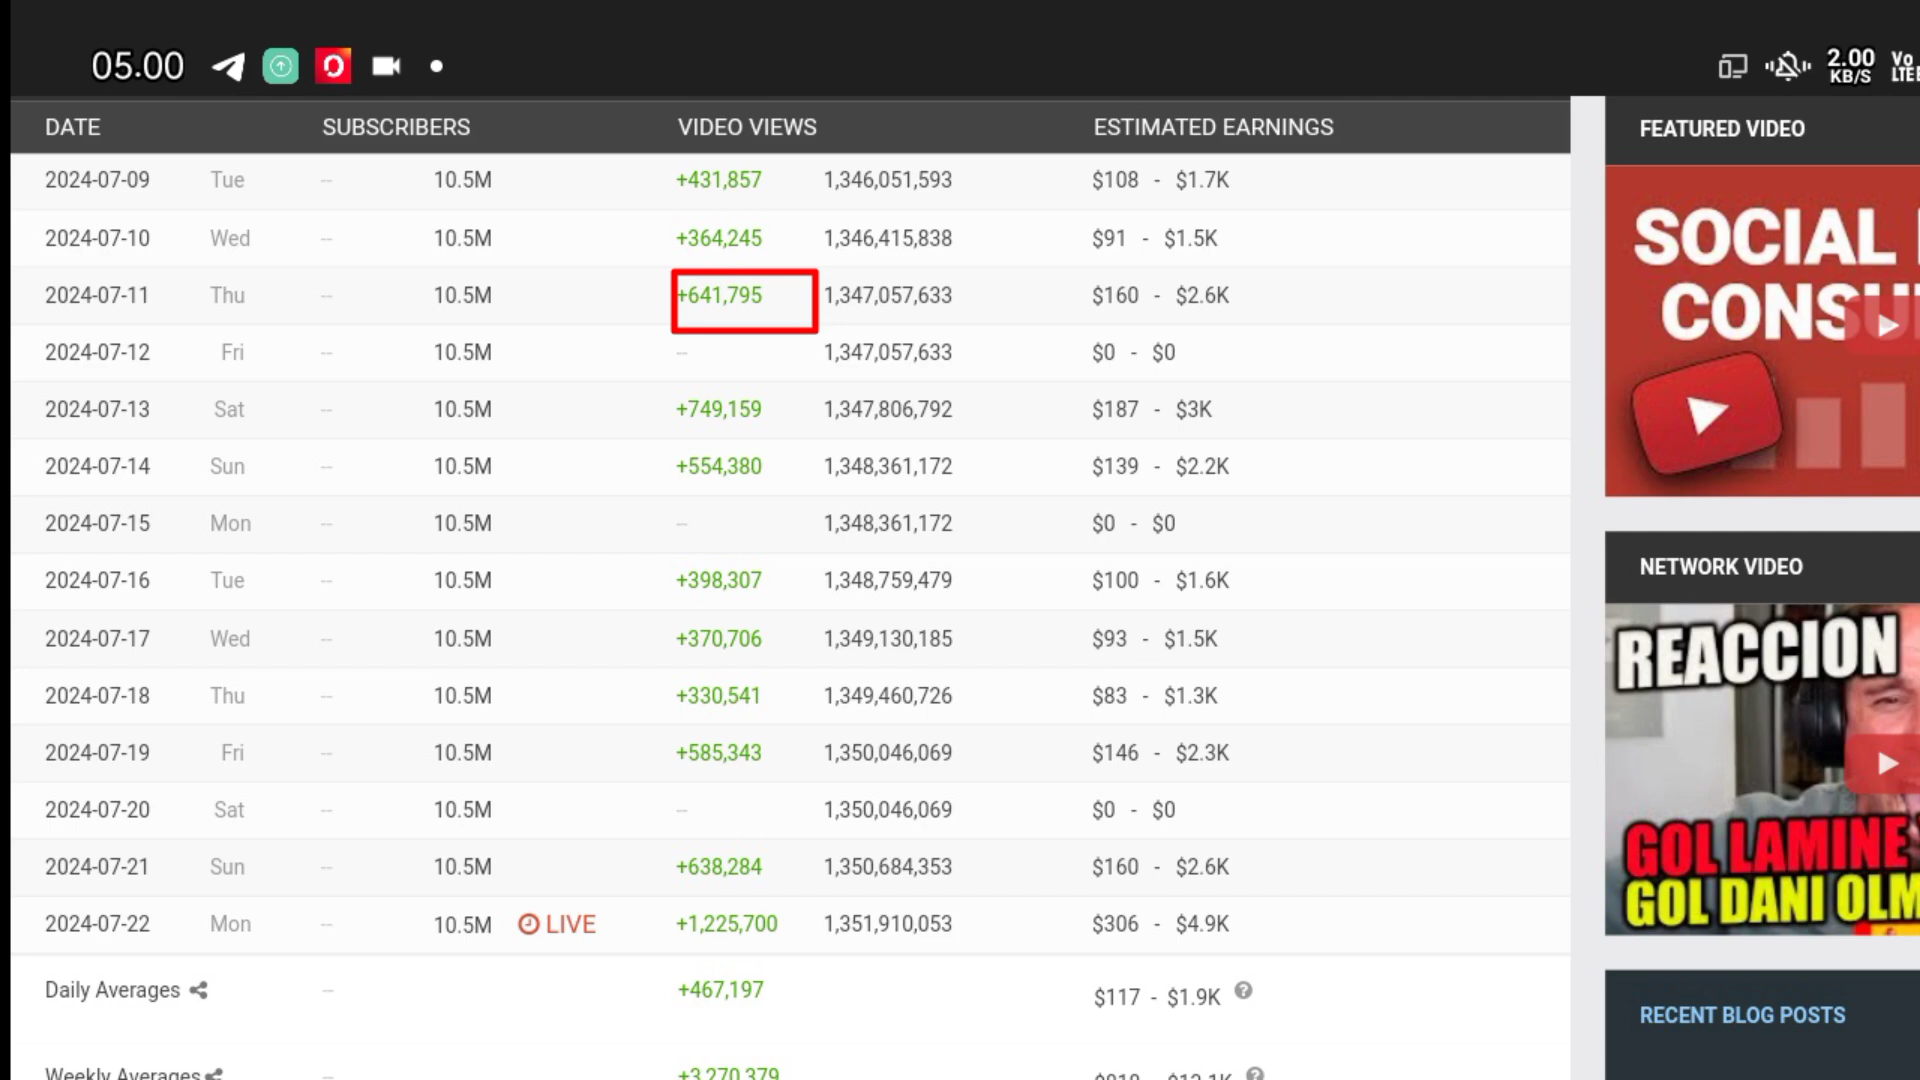 05.00
2.00 KB/S Vo LTE
DATE SUBSCRIBERS VIDEO VIEWS ESTIMATED EARNINGS
2024-07-09 Tue -- 10.5M +431,857 1,346,051,593 $108 - $1.7K
2024-07-10 Wed -- 10.5M +364,245 1,346,415,838 $91 - $1.5K
2024-07-11 Thu -- 10.5M +641,795 1,347,057,633 $160 - $2.6K
2024-07-12 Fri -- 10.5M -- 1,347,057,633 $0 - $0
2024-07-13 Sat -- 10.5M +749,159 1,347,806,792 $187 - $3K
2024-07-14 Sun -- 10.5M +554,380 1,348,361,172 $139 - $2.2K
2024-07-15 Mon -- 10.5M -- 1,348,361,172 $0 - $0
2024-07-16 Tue -- 10.5M +398,307 1,348,759,479 $100 - $1.6K
2024-07-17 Wed -- 10.5M +370,706 1,349,130,185 $93 - $1.5K
2024-07-18 Thu -- 10.5M +330,541 1,349,460,726 $83 - $1.3K
2024-07-19 Fri -- 10.5M +585,343 1,350,046,069 $146 - $2.3K
2024-07-20 Sat -- 10.5M -- 1,350,046,069 $0 - $0
2024-07-21 Sun -- 10.5M +638,284 1,350,684,353 $160 - $2.6K
2024-07-22 Mon 10.5M LIVE +1,225,700 1,351,910,053 $306 - $4.9K
Daily Averages -- +467,197 $117 - $1.9K
Weekly Averages -- +3,270,379
FEATURED VIDEO
SOCIAL
CONSU
NETWORK VIDEO
REACCION
GOL LAMINE
GOL DANI OLM
RECENT BLOG POSTS